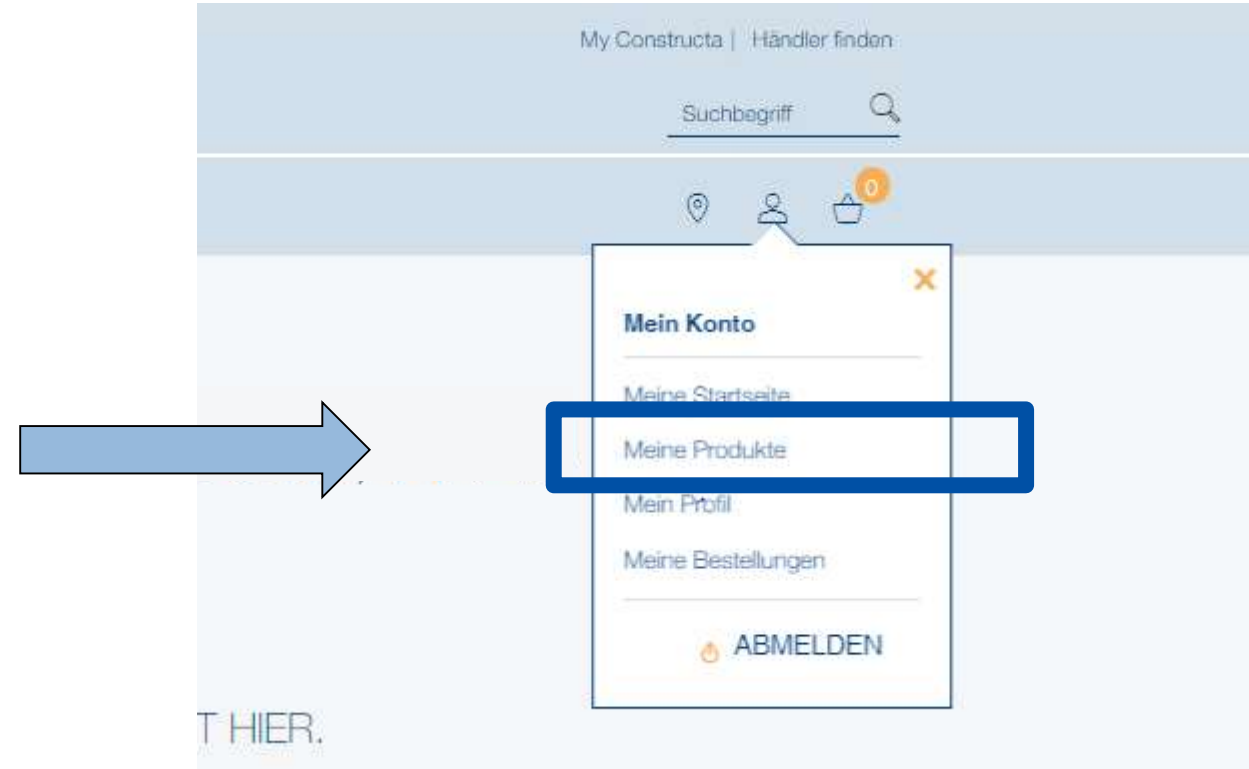 My Constructa | Händler finden
Suchbegriff
0
Mein Konto
Meine Startseite
Meine Produkte
Mein Profil
Meine Bestellungen
ABMELDEN
T HIER.